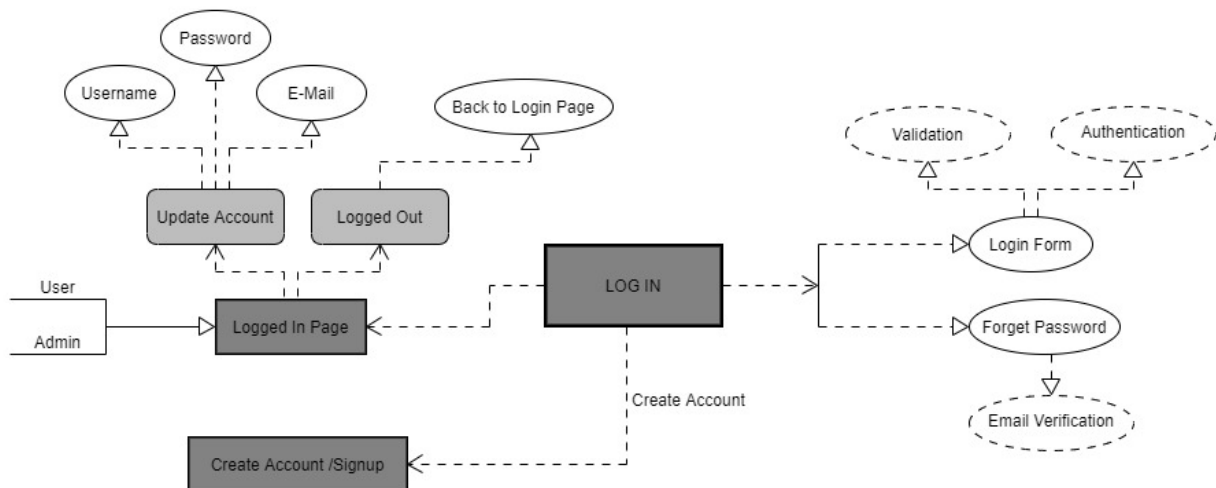 Password
Username
E-Mail
Back to Login Page
Validation
Authentication
Update Account
Logged Out
Login Form
User
LOG IN
Admin
Logged In Page
Forget Password
Create Account
Email Verification
Create Account /Signup